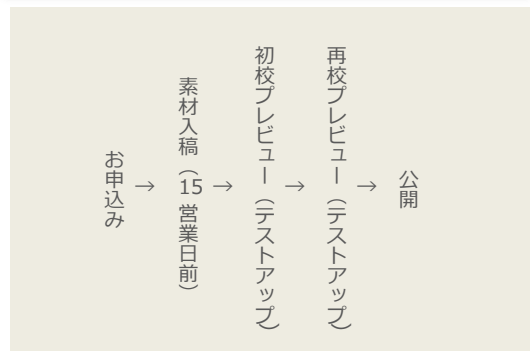 お申込み
→
素材入稿（15営業日前）
→
初校プレビュー（テストアップ）
→
再校プレビュー（テストアップ）
→
公開